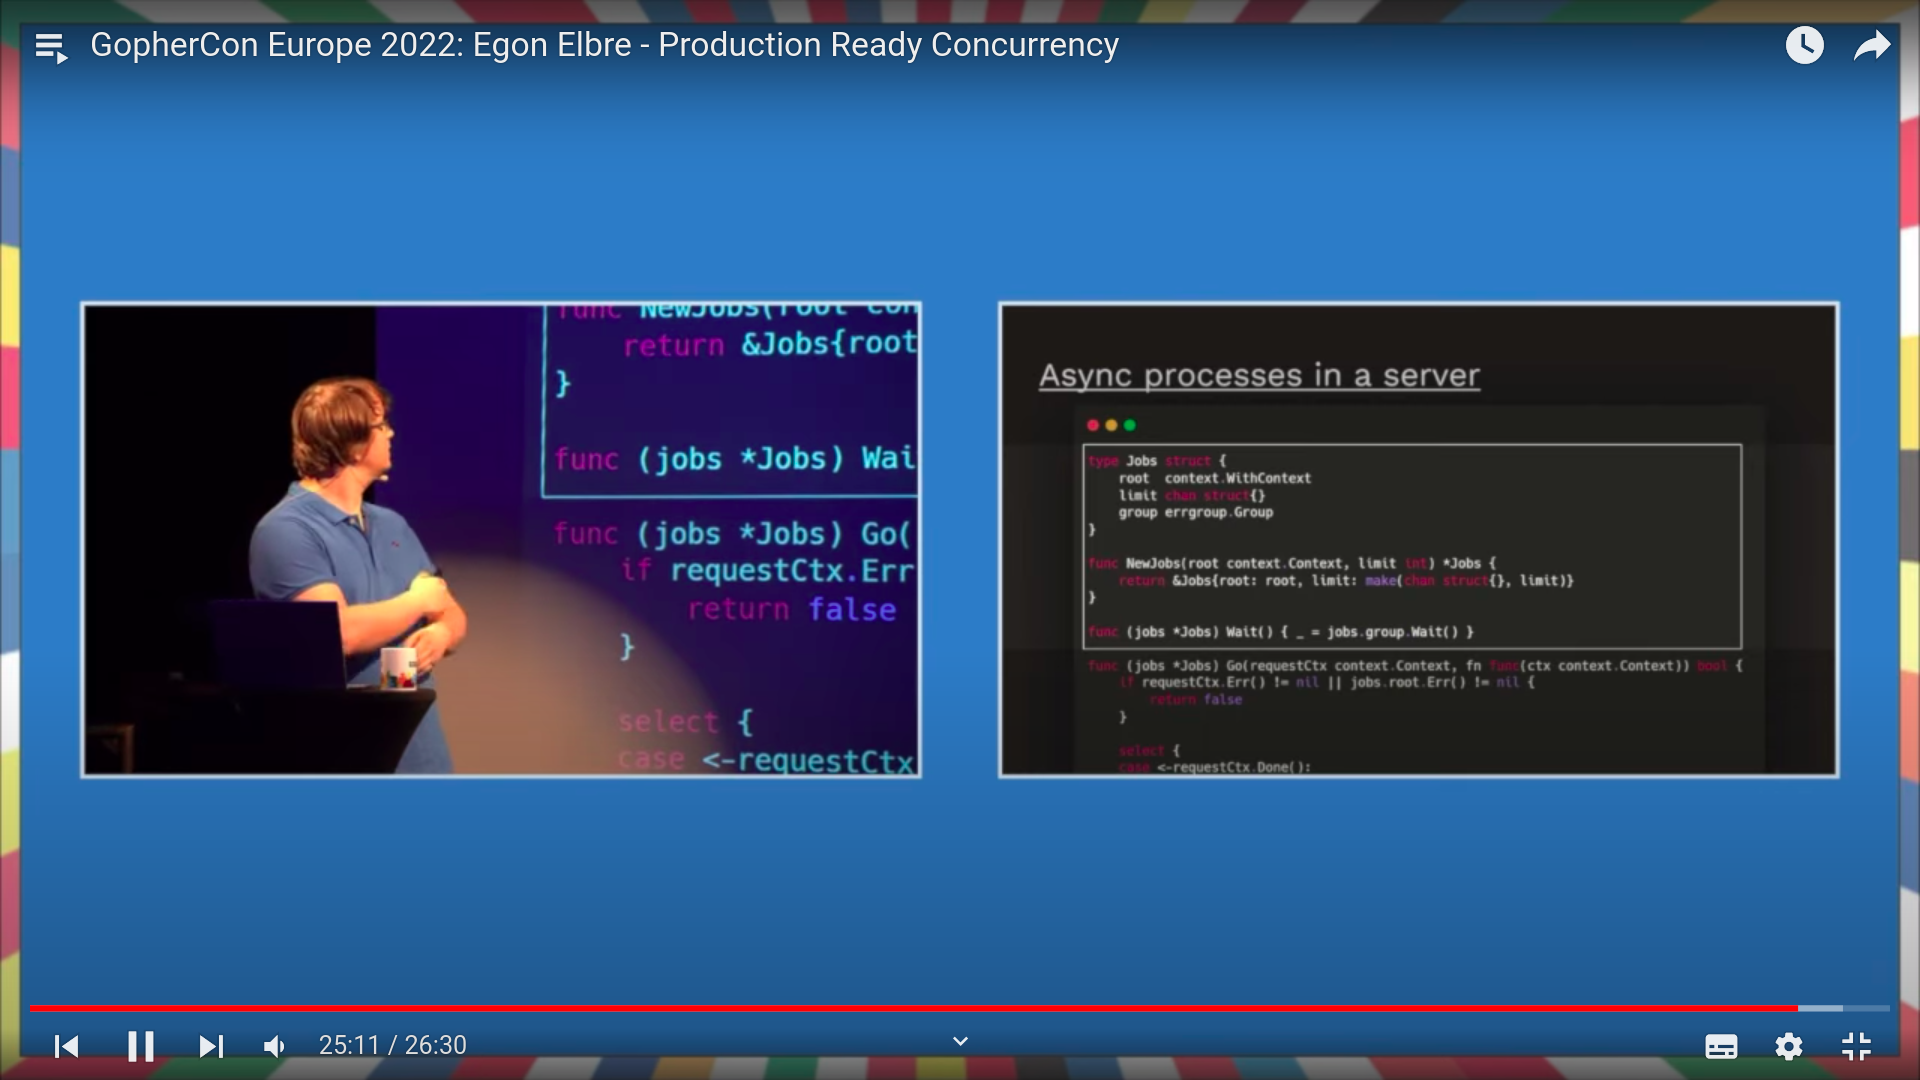 GopherCon Europe 2022: Egon Elbre - Production Ready Concurrency
func NewJobs(root con
return &Jobs{root
}
func (jobs *Jobs) Wai
func (jobs *Jobs) Go(
if requestCtx.Err
return false
}
select {
case <-requestCtx
Async processes in a server
type Jobs struct {
root context.WithContext
limit chan struct{}
group errgroup.Group
}
func NewJobs(root context.Context, limit int) *Jobs {
return &Jobs{root: root, limit: make(chan struct{}, limit)}
}
func (jobs *Jobs) Wait() { _ = jobs.group.Wait() }
func (jobs *Jobs) Go(requestCtx context.Context, fn func(ctx context.Context)) bool {
if requestCtx.Err() != nil || jobs.root.Err() != nil {
return false
}
select {
case <-requestCtx.Done():
25:11 / 26:30